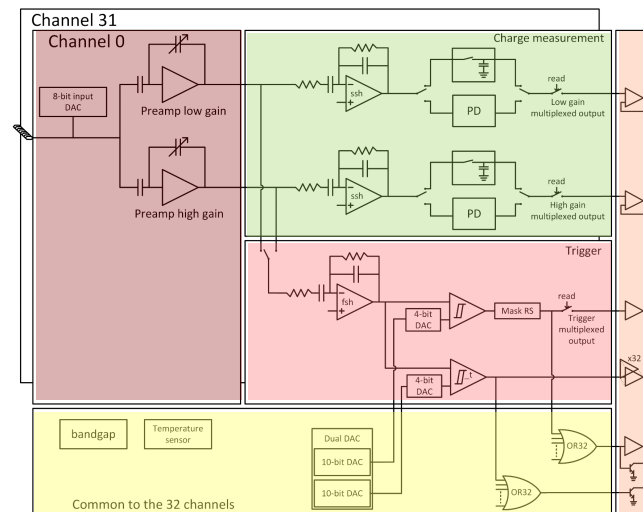 Channel 31
Channel 0
Charge measurement
8-bit input
DAC
Preamp low gain
ssh
PD
read
Low gain
multiplexed output
Preamp high gain
ssh
PD
read
High gain
multiplexed output
Trigger
fsh
4-bit
DAC
Mask RS
read
Trigger
multiplexed
output
4-bit
DAC
_t
x32
bandgap
Temperature
sensor
Dual DAC
10-bit DAC
10-bit DAC
OR32
OR32
Common to the 32 channels